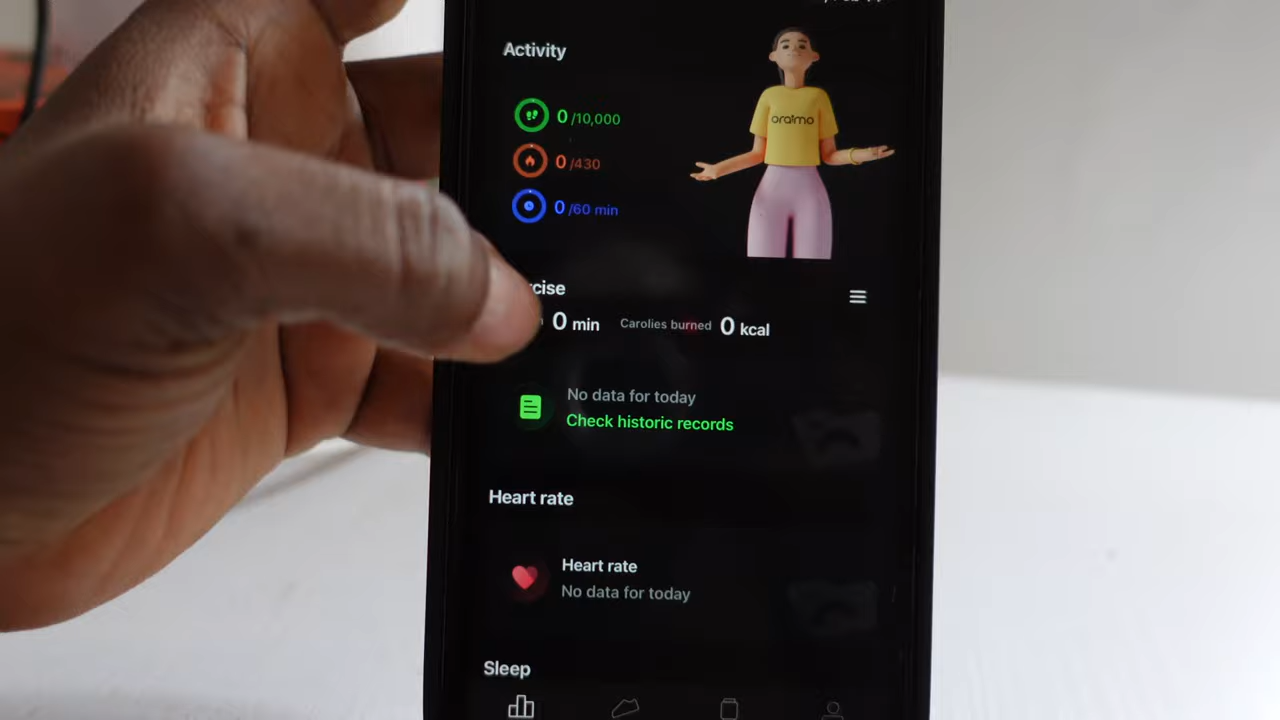 Activity
0 /10,000
oraimo
0 /430
0 /60 min
cise
0 min Carolies burned 0 kcal
No data for today
Check historic records
Heart rate
Heart rate
No data for today
Sleep